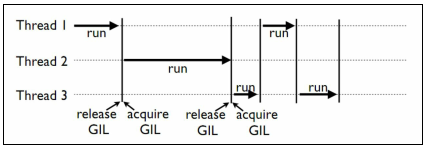 Thread 1
run
run
Thread 2
run
Thread 3
run
run
release acquire release acquire
GIL GIL GIL GIL